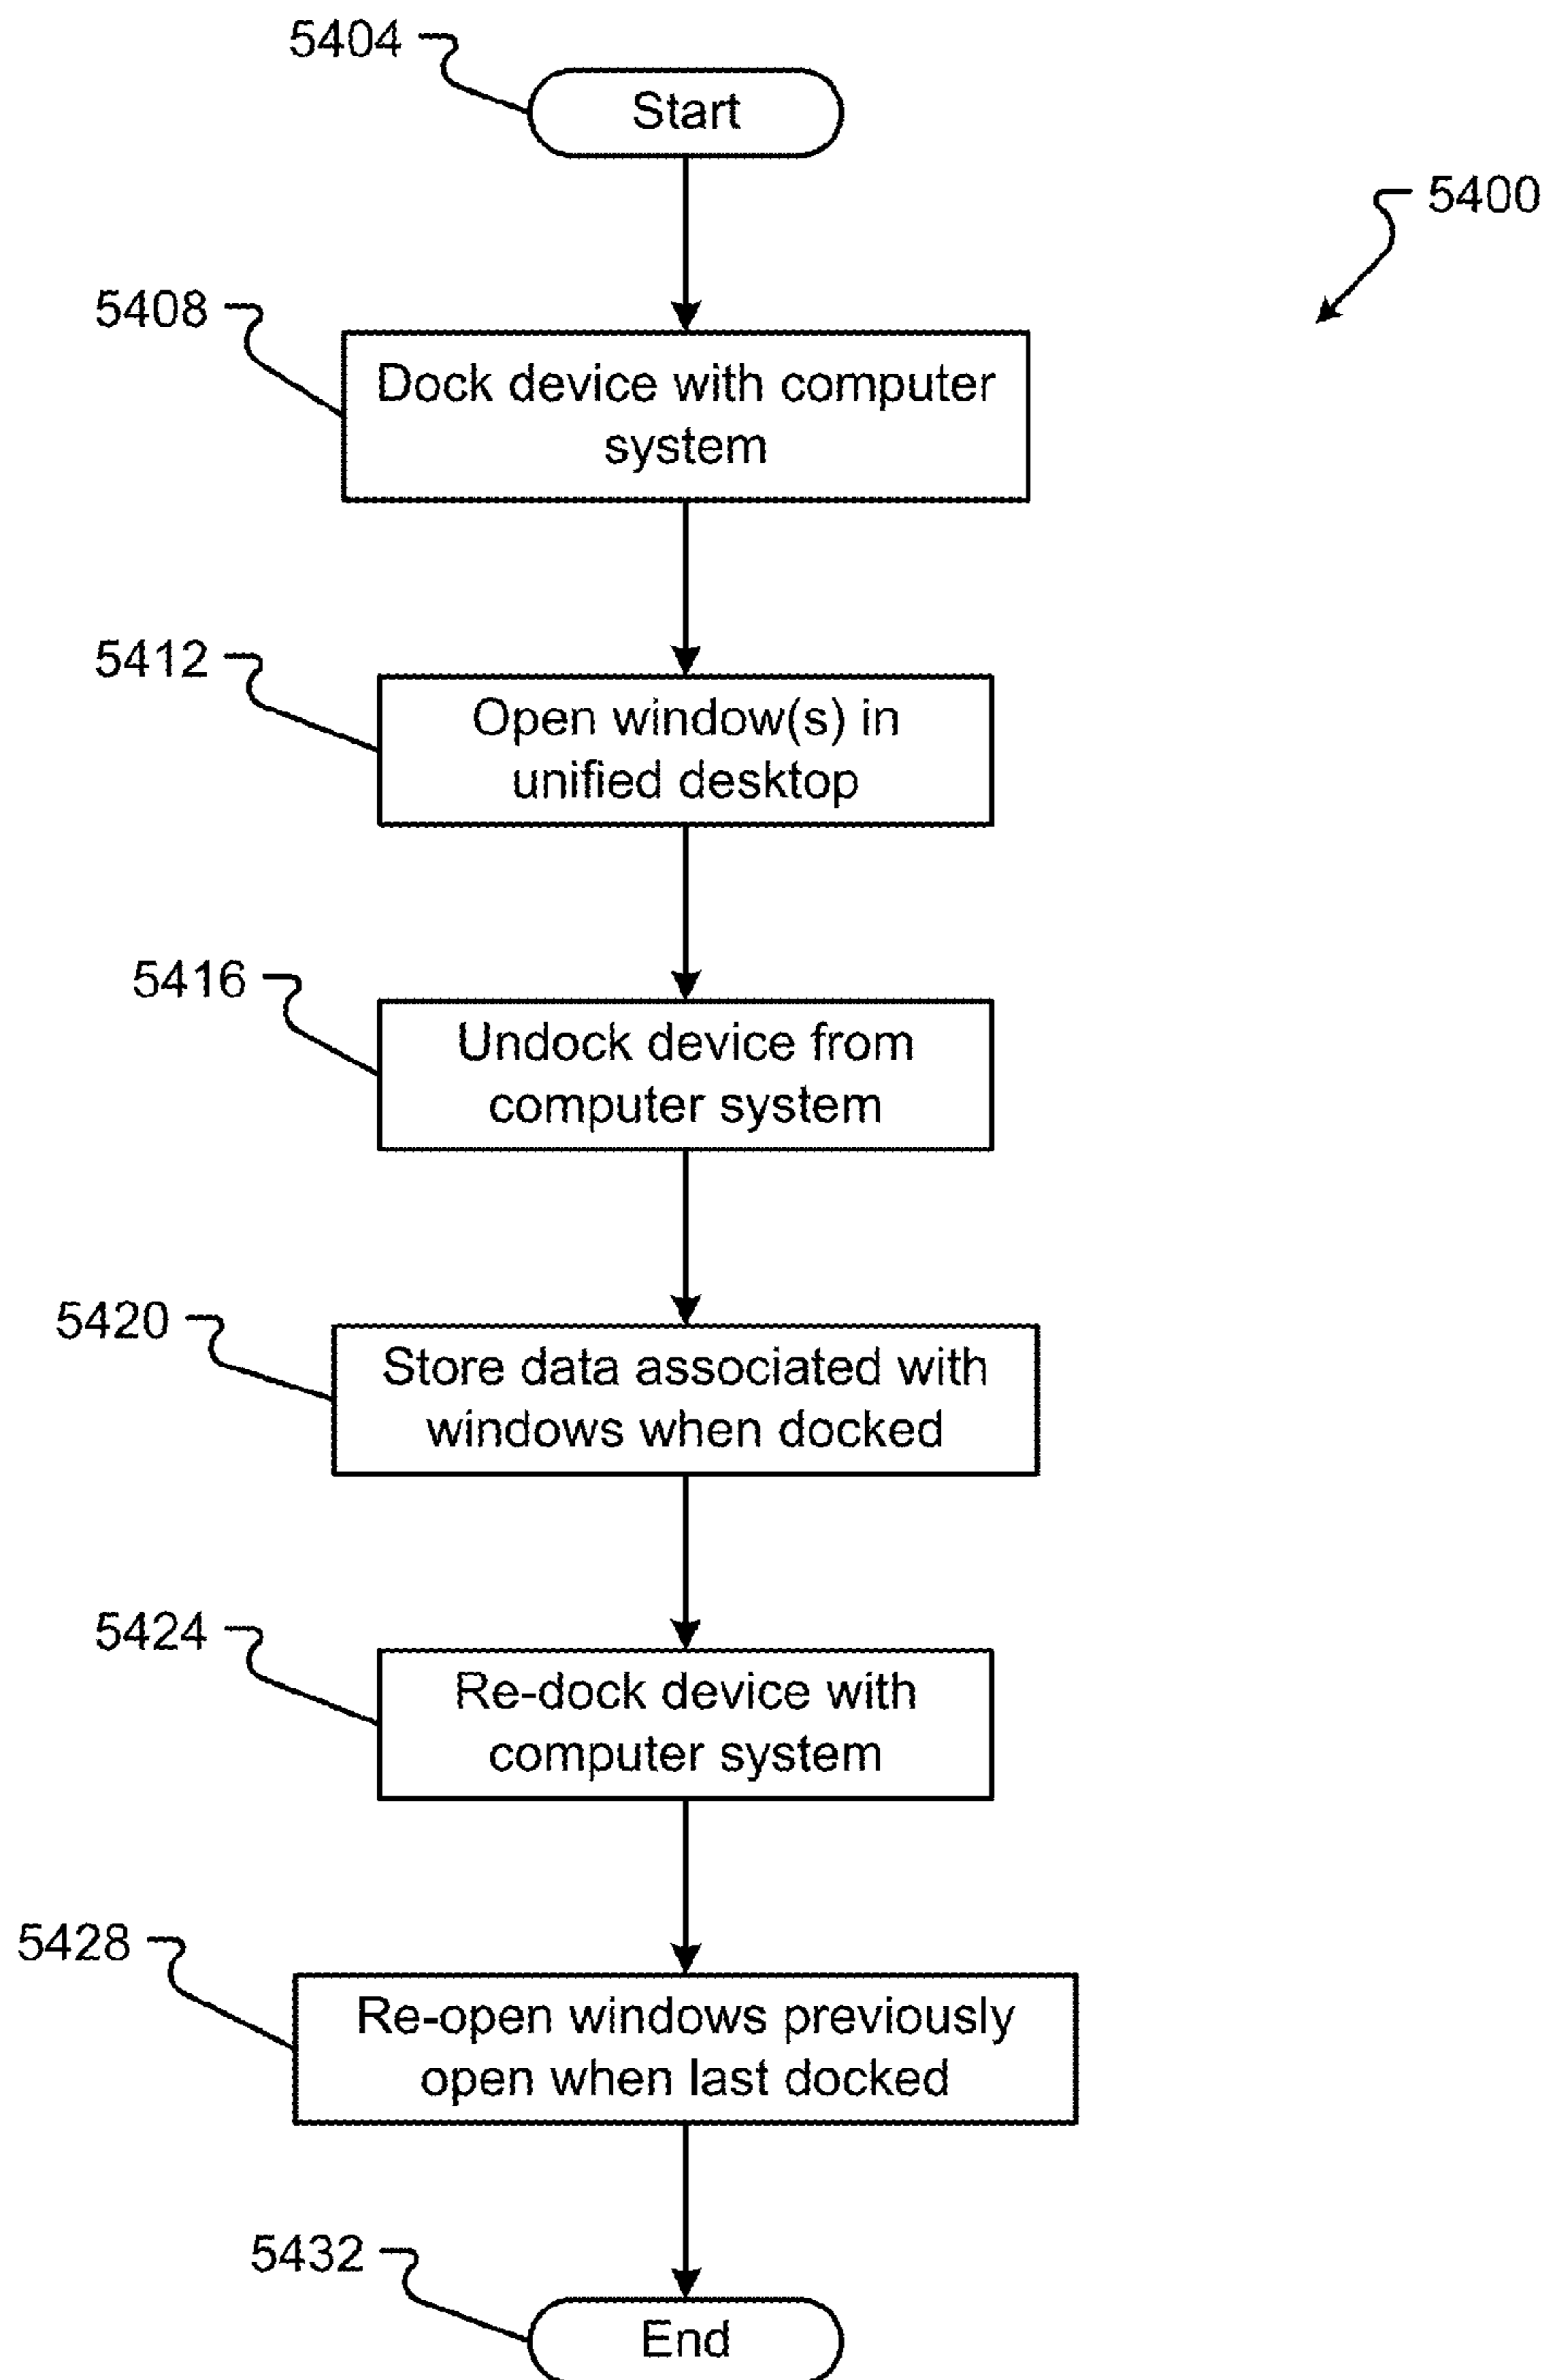 5404
Start
5400
5408
Dock device with computer
system
5412
Open window(s) in
unified desktop
5416
Undock device from
computer system
5420
Store data associated with
windows when docked
5424
Re-dock device with
computer system
5428
Re-open windows previously
open when last docked
5432
End